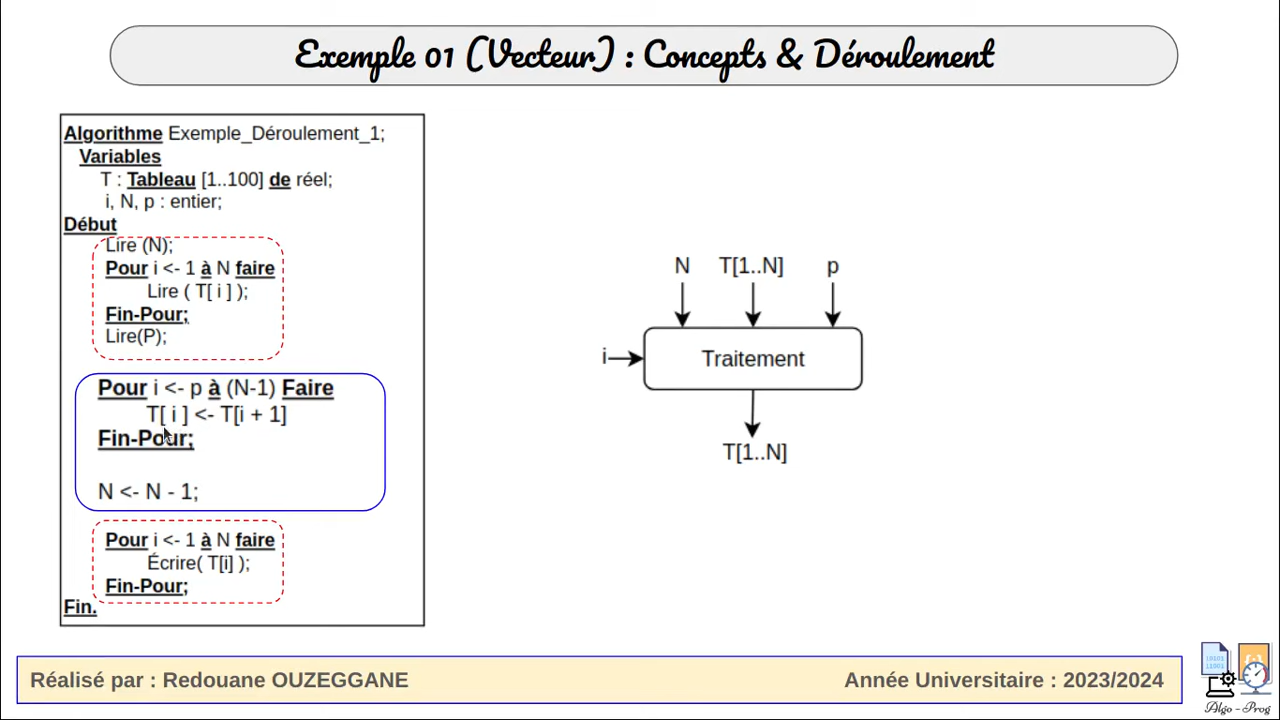 Exemple 01 (Vecteur) : Concepts & Déroulement
Algorithme Exemple_Déroulement_1;
Variables
T : Tableau [1..100] de réel;
i, N, p : entier;
Début
Lire (N);
Pour i <- 1 à N faire
Lire ( T[ i ] );
Fin-Pour;
Lire(P);
Pour i <- p à (N-1) Faire
T[ i ] <- T[i + 1]
Fin-Pour;
N <- N - 1;
Pour i <- 1 à N faire
Écrire( T[i] );
Fin-Pour;
Fin.
N T[1..N] p
i Traitement
T[1..N]
Réalisé par : Redouane OUZEGGANE
Année Universitaire : 2023/2024
Algo - Prog